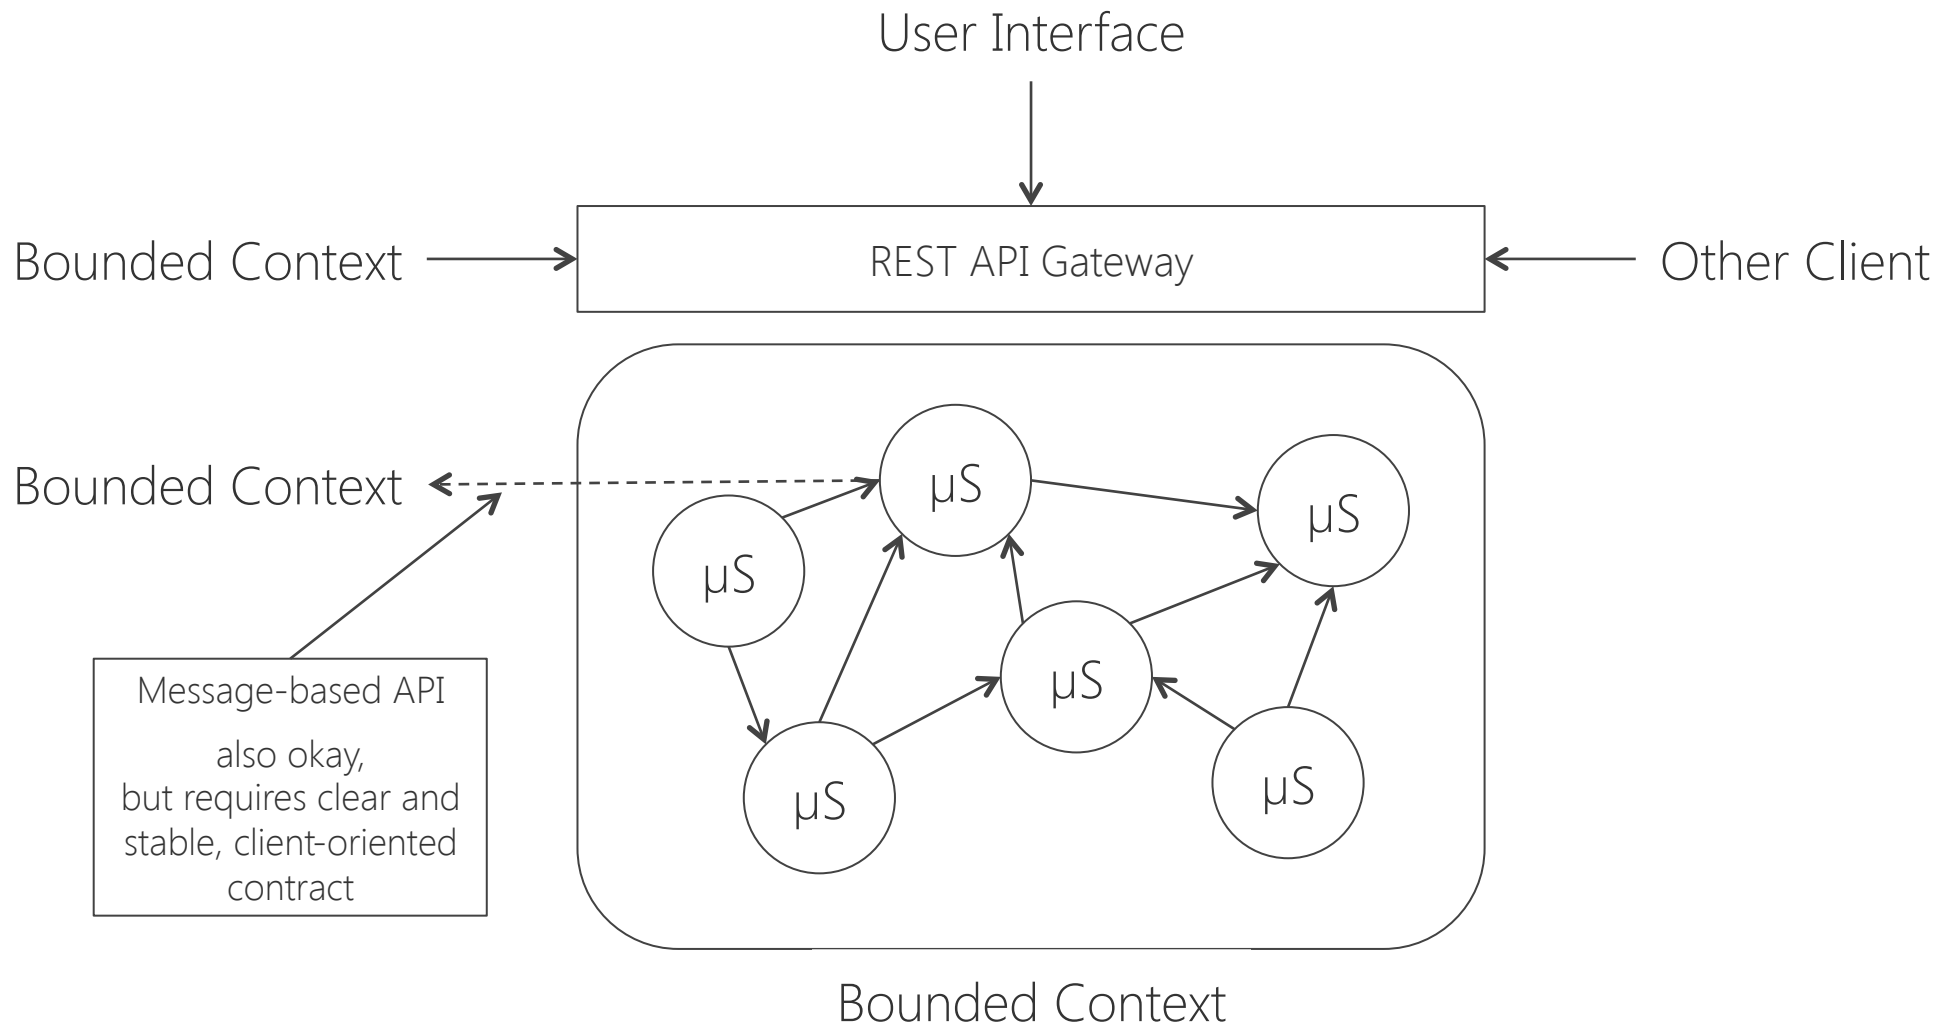 User Interface
Bounded Context
REST API Gateway
Other Client
Bounded Context
µS
µS
µS
µS
µS
µS
Message-based API
also okay,
but requires clear and
stable, client-oriented
contract
Bounded Context